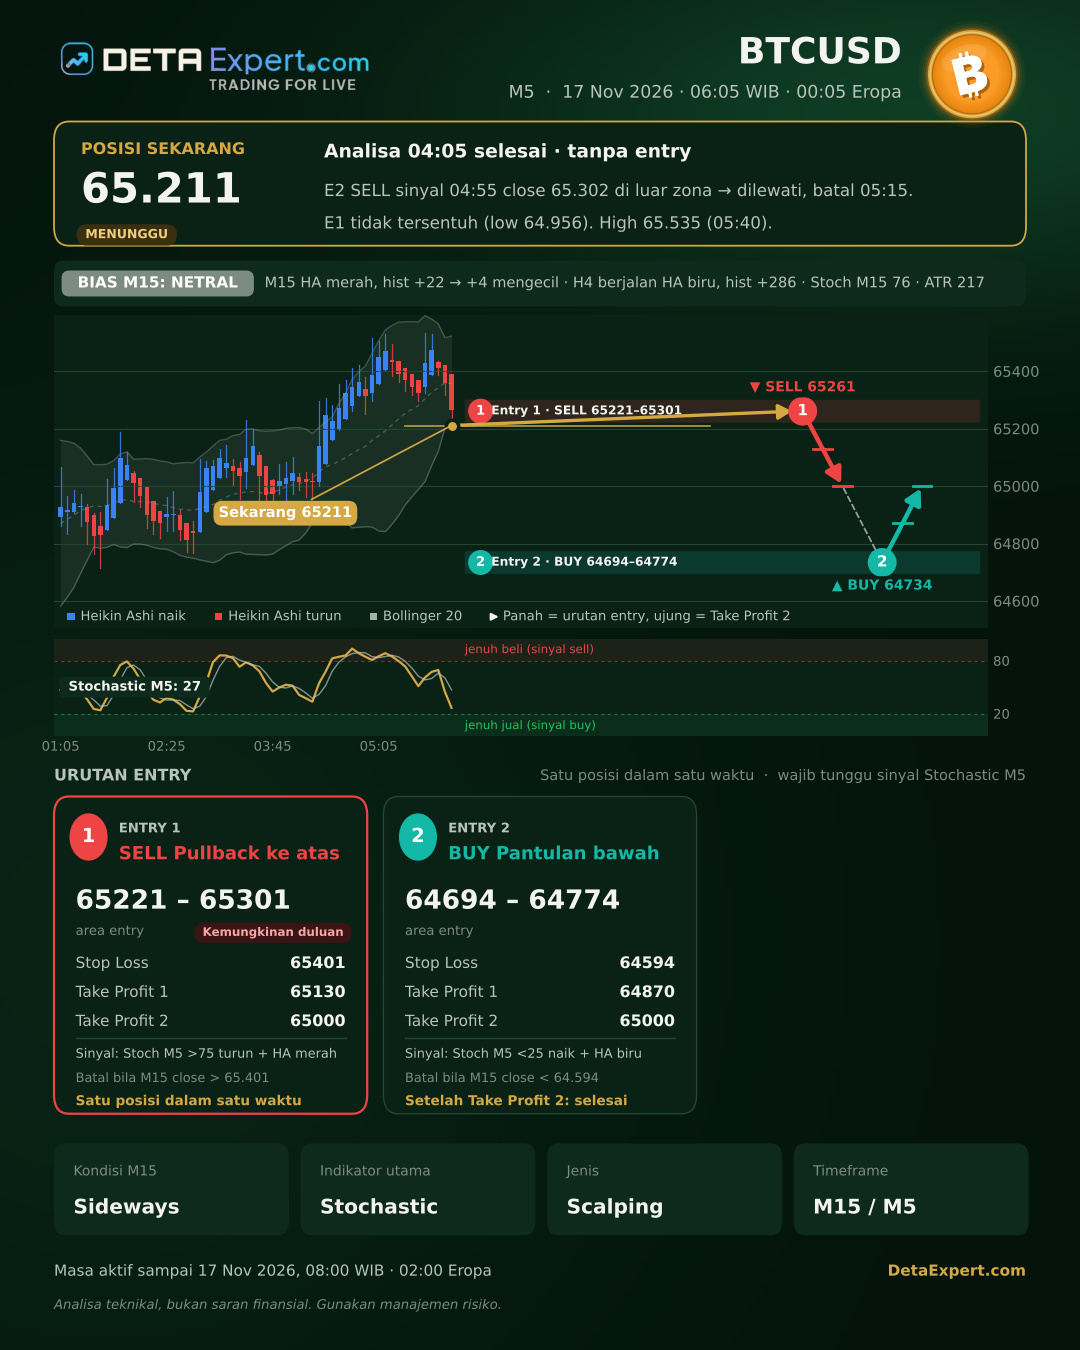 DETA Expert.com
TRADING FOR LIVE
BTCUSD
M5 · 17 Nov 2026 · 06:05 WIB · 00:05 Eropa
POSISI SEKARANG
65.211
MENUNGGU
Analisa 04:05 selesai · tanpa entry
E2 SELL sinyal 04:55 close 65.302 di luar zona → dilewati, batal 05:15.
E1 tidak tersentuh (low 64.956). High 65.535 (05:40).
BIAS M15: NETRAL
M15 HA merah, hist +22 → +4 mengecil · H4 berjalan HA biru, hist +286 · Stoch M15 76 · ATR 217
65400
65200
65000
64800
64600
▼ SELL 65261
1 Entry 1 · SELL 65221–65301
1
Sekarang 65211
2 Entry 2 · BUY 64694–64774
2
▲ BUY 64734
Heikin Ashi naik
Heikin Ashi turun
Bollinger 20
Panah = urutan entry, ujung = Take Profit 2
jenuh beli (sinyal sell)
80
Stochastic M5: 27
20
jenuh jual (sinyal buy)
01:05
02:25
03:45
05:05
URUTAN ENTRY
Satu posisi dalam satu waktu · wajib tunggu sinyal Stochastic M5
1
ENTRY 1
SELL Pullback ke atas
65221 – 65301
area entry
Kemungkinan duluan
Stop Loss 65401
Take Profit 1 65130
Take Profit 2 65000
Sinyal: Stoch M5 >75 turun + HA merah
Batal bila M15 close > 65.401
Satu posisi dalam satu waktu
2
ENTRY 2
BUY Pantulan bawah
64694 – 64774
area entry
Stop Loss 64594
Take Profit 1 64870
Take Profit 2 65000
Sinyal: Stoch M5 <25 naik + HA biru
Batal bila M15 close < 64.594
Setelah Take Profit 2: selesai
Kondisi M15
Sideways
Indikator utama
Stochastic
Jenis
Scalping
Timeframe
M15 / M5
Masa aktif sampai 17 Nov 2026, 08:00 WIB · 02:00 Eropa
DetaExpert.com
Analisa teknikal, bukan saran finansial. Gunakan manajemen risiko.